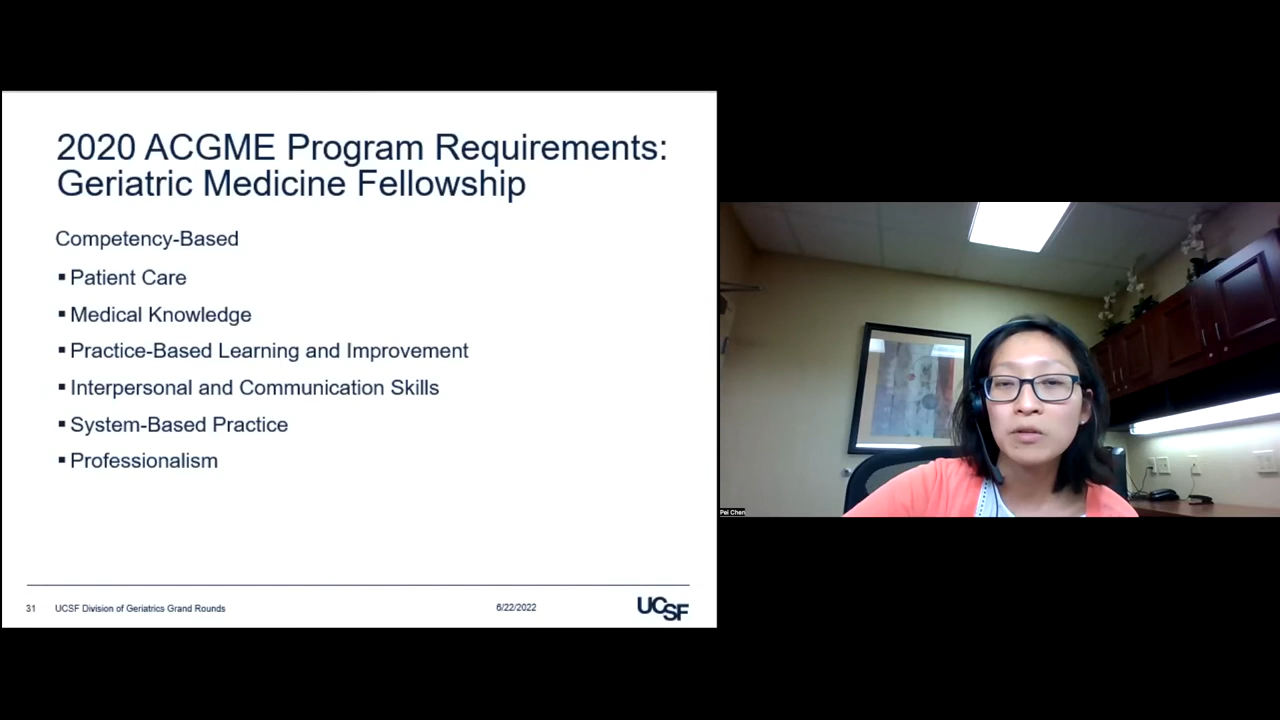 2020 ACGME Program Requirements:
Geriatric Medicine Fellowship
Competency-Based
▪ Patient Care
▪ Medical Knowledge
▪ Practice-Based Learning and Improvement
▪ Interpersonal and Communication Skills
▪ System-Based Practice
▪ Professionalism
31 UCSF Division of Geriatrics Grand Rounds 6/22/2022 UCSF
Pei Chen